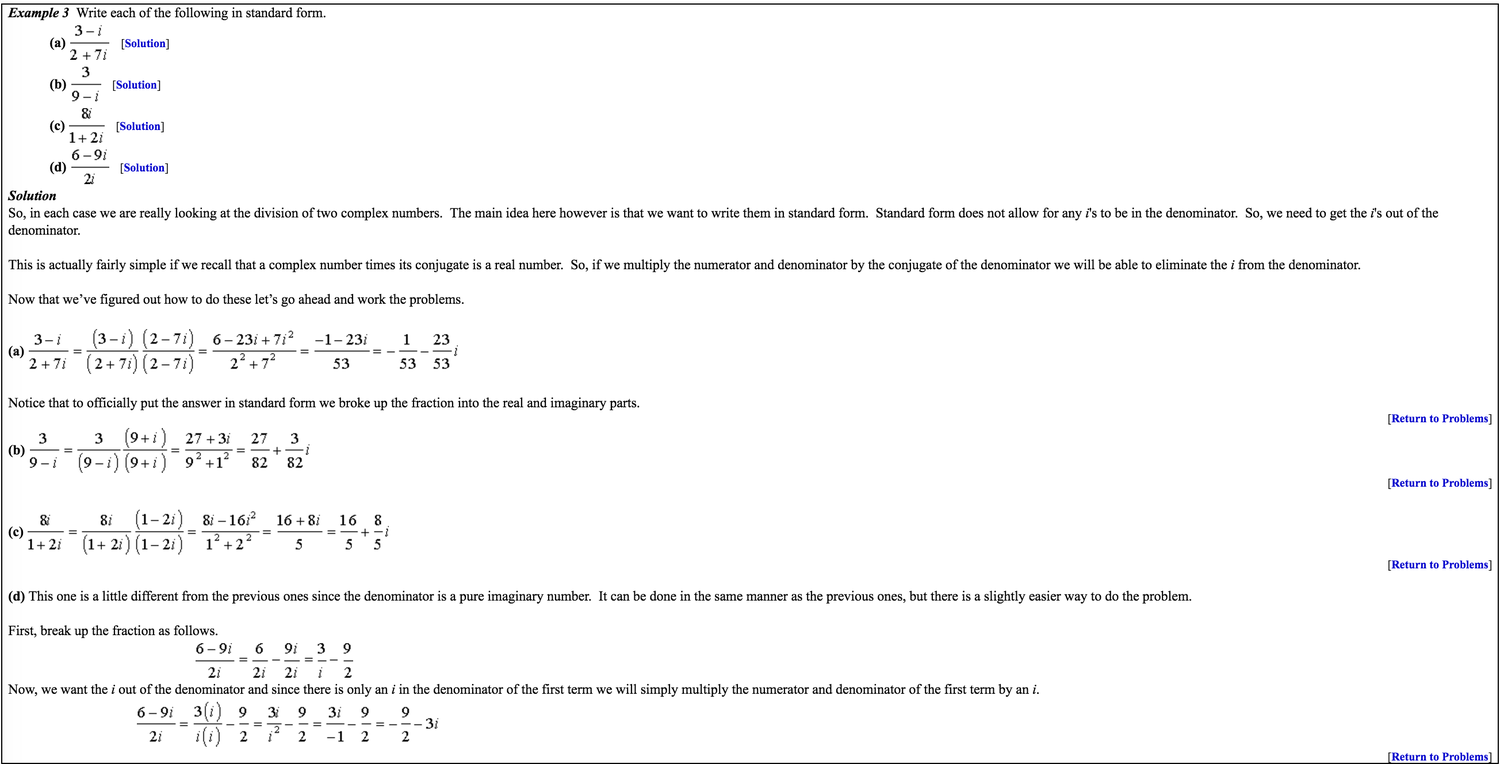 Example 3 Write each of the following in standard form.
(a) \frac{3-i}{2+7i} [Solution]
(b) \frac{3}{9-i} [Solution]
(c) \frac{8i}{1+2i} [Solution]
(d) \frac{6-9i}{2i} [Solution]
Solution
So, in each case we are really looking at the division of two complex numbers. The main idea here however is that we want to write them in standard form. Standard form does not allow for any i's to be in the denominator. So, we need to get the i's out of the
denominator.
This is actually fairly simple if we recall that a complex number times its conjugate is a real number. So, if we multiply the numerator and denominator by the conjugate of the denominator we will be able to eliminate the i from the denominator.
Now that we’ve figured out how to do these let’s go ahead and work the problems.
(a) \frac{3-i}{2+7i} = \frac{(3-i)}{(2+7i)} \frac{(2-7i)}{(2-7i)} = \frac{6-23i+7i^2}{2^2+7^2} = \frac{-1-23i}{53} = -\frac{1}{53} - \frac{23}{53}i
Notice that to officially put the answer in standard form we broke up the fraction into the real and imaginary parts.
[Return to Problems]
(b) \frac{3}{9-i} = \frac{3}{(9-i)} \frac{(9+i)}{(9+i)} = \frac{27+3i}{9^2+1^2} = \frac{27}{82} + \frac{3}{82}i
[Return to Problems]
(c) \frac{8i}{1+2i} = \frac{8i}{(1+2i)} \frac{(1-2i)}{(1-2i)} = \frac{8i-16i^2}{1^2+2^2} = \frac{16+8i}{5} = \frac{16}{5} + \frac{8}{5}i
[Return to Problems]
(d) This one is a little different from the previous ones since the denominator is a pure imaginary number. It can be done in the same manner as the previous ones, but there is a slightly easier way to do the problem.
First, break up the fraction as follows.
\frac{6-9i}{2i} = \frac{6}{2i} - \frac{9i}{2i} = \frac{3}{i} - \frac{9}{2}
Now, we want the i out of the denominator and since there is only an i in the denominator of the first term we will simply multiply the numerator and denominator of the first term by an i.
\frac{6-9i}{2i} = \frac{3(i)}{i(i)} - \frac{9}{2} = \frac{3i}{i^2} - \frac{9}{2} = \frac{3i}{-1} - \frac{9}{2} = -\frac{9}{2} - 3i
[Return to Problems]